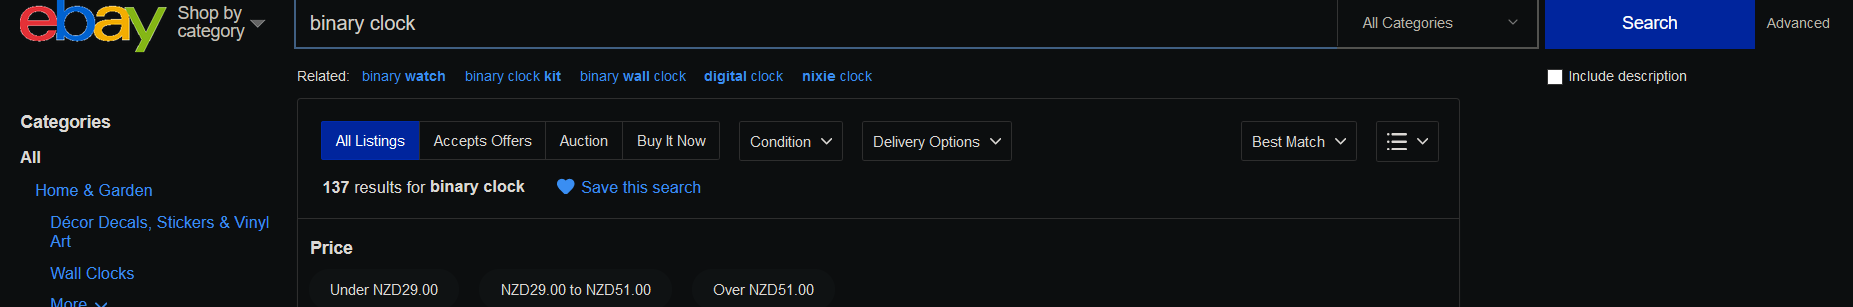 ebay
Shop by
category
binary clock
All Categories
Search
Advanced
Related: binary watch binary clock kit binary wall clock digital clock nixie clock
Include description
Categories
All
Home & Garden
Décor Decals, Stickers & Vinyl
Art
Wall Clocks
More
All Listings Accepts Offers Auction Buy It Now Condition Delivery Options Best Match
137 results for binary clock Save this search
Price
Under NZD29.00 NZD29.00 to NZD51.00 Over NZD51.00